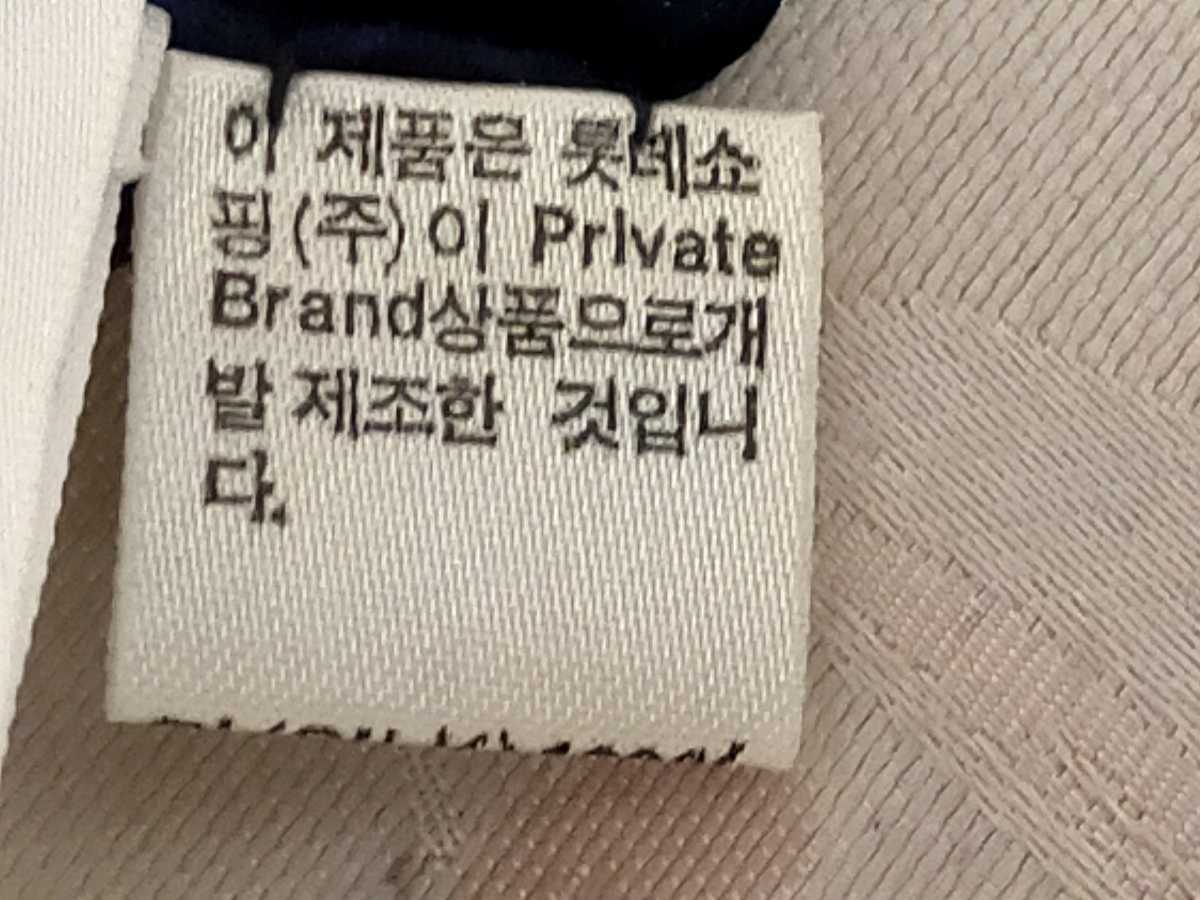 이 제품은 롯데쇼
핑(주)이 Private
Brand상품으로개
발 제조한 것입니
다.